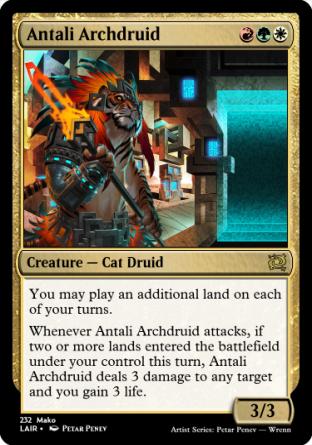 Antali Archdruid
Creature — Cat Druid
You may play an additional land on each
of your turns.
Whenever Antali Archdruid attacks, if
two or more lands entered the battlefield
under your control this turn, Antali
Archdruid deals 3 damage to any target
and you gain 3 life.
3/3
232 Mako
LAIR • Petar Penev
Artist Series: Petar Penev — Wrenn